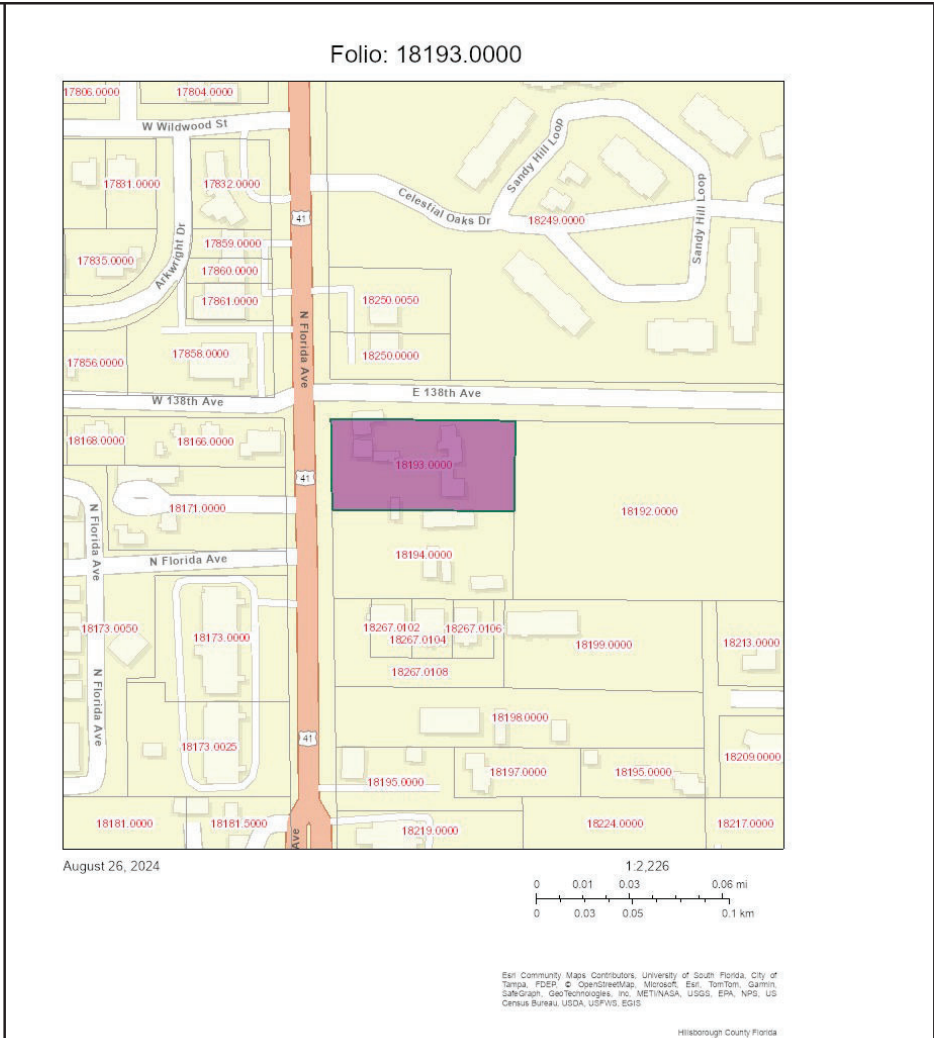 Folio: 18193.0000
17806.0000
17804.0000
W Wildwood St
17831.0000
17832.0000
Sandy Hill Loop
Celestial Oaks Dr
18249.0000
Sandy Hill Loop
41
17859.0000
17835.0000
Arkwright Dr
17860.0000
17861.0000
18250.0050
N Florida Ave
17856.0000
17858.0000
18250.0000
W 138th Ave
E 138th Ave
18168.0000
18166.0000
18193.0000
41
18171.0000
18192.0000
N Florida Ave
N Florida Ave
18194.0000
18173.0050
18173.0000
18267.0102
18267.0104
18267.0106
18199.0000
18213.0000
18267.0108
N Florida Ave
18198.0000
41
18173.0025
18209.0000
18195.0000
18197.0000
18195.0000
18181.0000
18181.5000
Ave
18219.0000
18224.0000
18217.0000
August 26, 2024
1:2,226
0 0.01 0.03 0.06 mi
0 0.03 0.05 0.1 km
Esri Community Maps Contributors, University of South Florida, City of
Tampa, FDEP, © OpenStreetMap, Microsoft, Esri, TomTom, Garmin,
SafeGraph, GeoTechnologies, Inc, METI/NASA, USGS, EPA, NPS, US
Census Bureau, USDA, USFWS, EGIS
Hillsborough County Florida